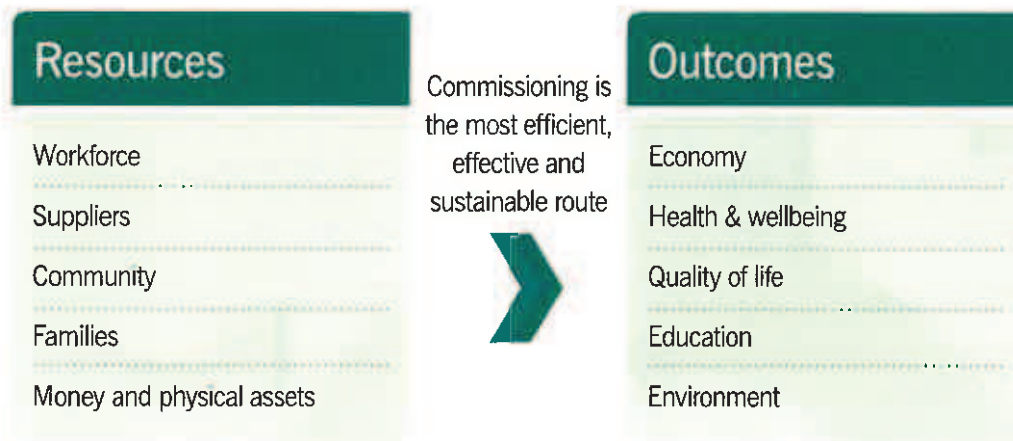 Resources
Workforce
Suppliers
Community
Families
Money and physical assets
Commissioning is
the most efficient,
effective and
sustainable route
Outcomes
Economy
Health & wellbeing
Quality of life
Education
Environment